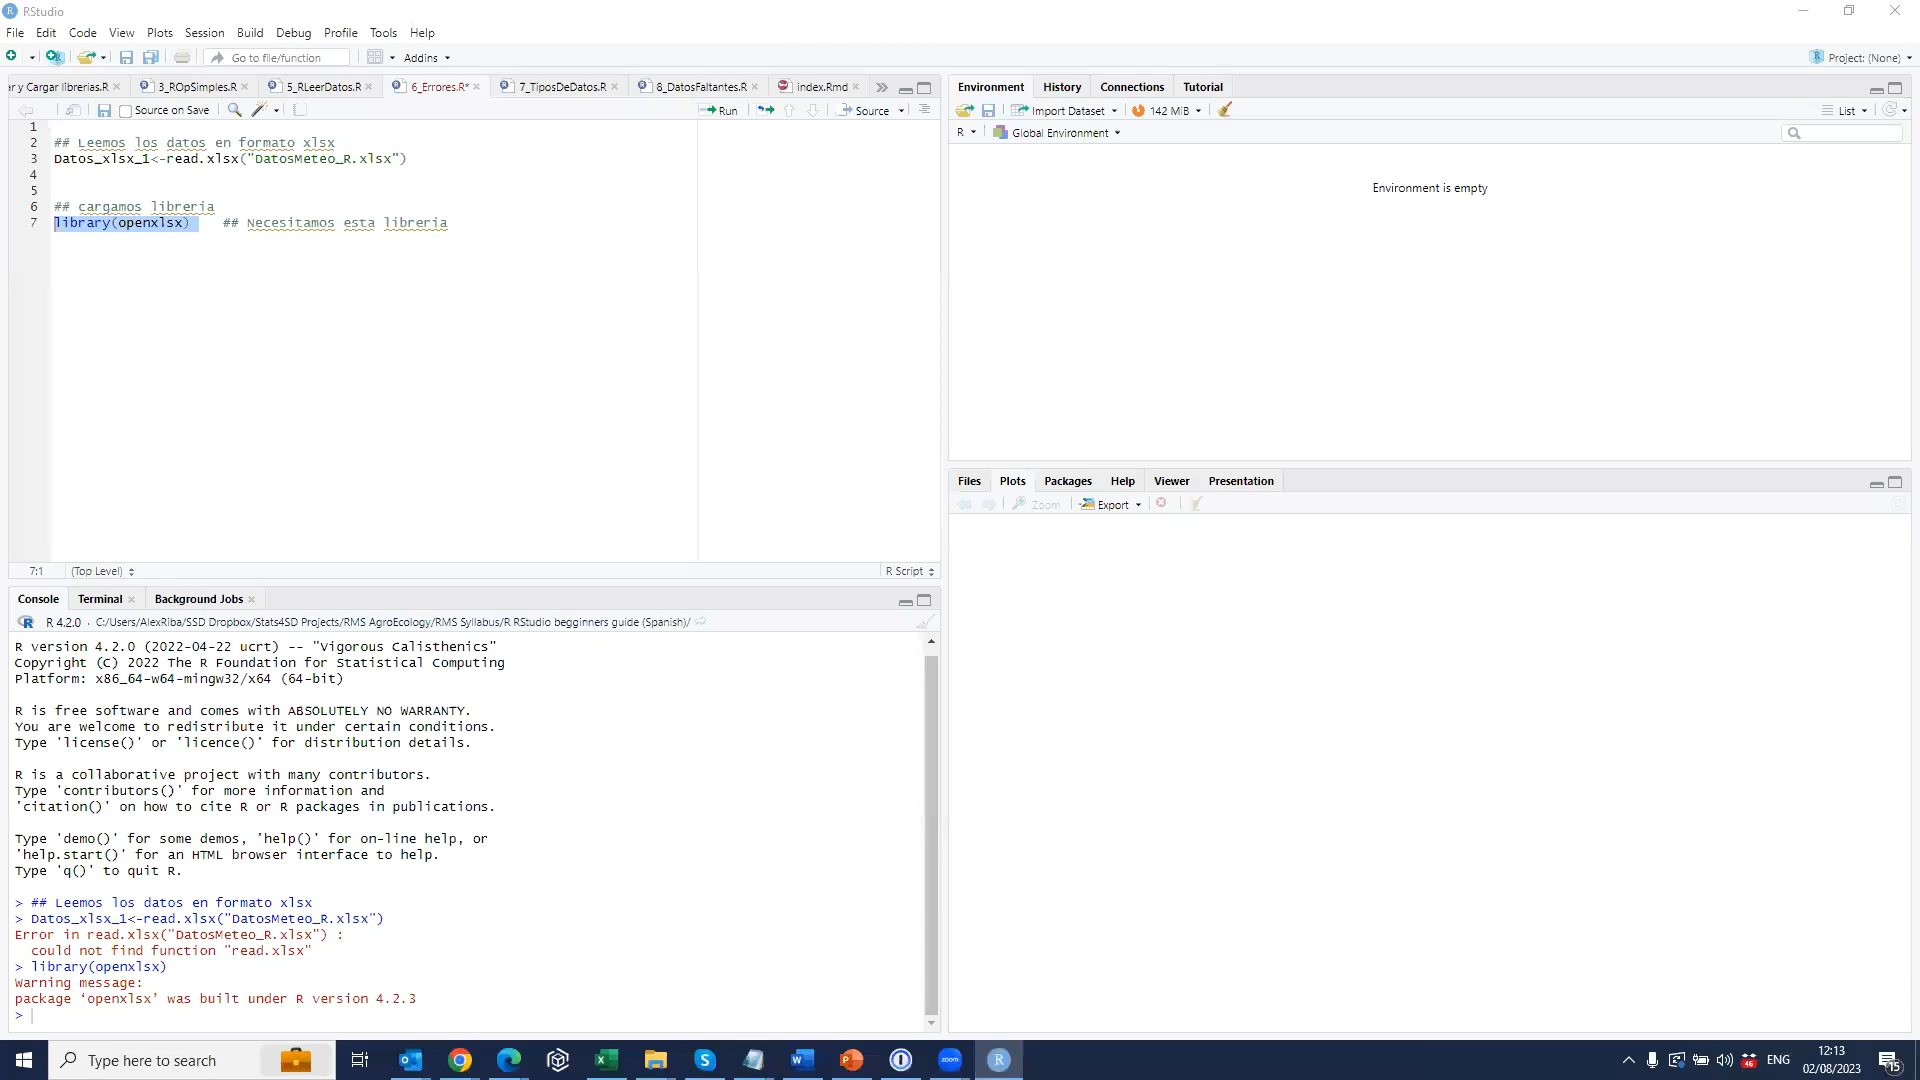 RStudio
File Edit Code View Plots Session Build Debug Profile Tools Help
Go to file/function Addins Project: (None)
ar y Cargar librerias.R 3_ROpSimples.R 5_RLeerDatos.R 6_Errores.R* 7_TiposDeDatos.R 8_DatosFaltantes.R index.Rmd
Source on Save Run Source
1
2 ## Leemos los datos en formato xlsx
3 Datos_xlsx_1<-read.xlsx("DatosMeteo_R.xlsx")
4
5
6 ## cargamos libreria
7 library(openxlsx) ## Necesitamos esta libreria
7:1 (Top Level) R Script
Environment History Connections Tutorial
Import Dataset 142 MiB List
R Global Environment
Environment is empty
Files Plots Packages Help Viewer Presentation
Zoom Export
Console Terminal Background Jobs
R 4.2.0 · C:/Users/AlexRiba/SSD Dropbox/Stats4SD Projects/RMS AgroEcology/RMS Syllabus/R RStudio begginners guide (Spanish)/
R version 4.2.0 (2022-04-22 ucrt) -- "Vigorous Calisthenics"
Copyright (C) 2022 The R Foundation for Statistical Computing
Platform: x86_64-w64-mingw32/x64 (64-bit)
R is free software and comes with ABSOLUTELY NO WARRANTY.
You are welcome to redistribute it under certain conditions.
Type 'license()' or 'licence()' for distribution details.
R is a collaborative project with many contributors.
Type 'contributors()' for more information and
'citation()' on how to cite R or R packages in publications.
Type 'demo()' for some demos, 'help()' for on-line help, or
'help.start()' for an HTML browser interface to help.
Type 'q()' to quit R.
> ## Leemos los datos en formato xlsx
> Datos_xlsx_1<-read.xlsx("DatosMeteo_R.xlsx")
Error in read.xlsx("DatosMeteo_R.xlsx") :
could not find function "read.xlsx"
> library(openxlsx)
Warning message:
package ‘openxlsx’ was built under R version 4.2.3
>
Type here to search
ENG
12:13
02/08/2023
15